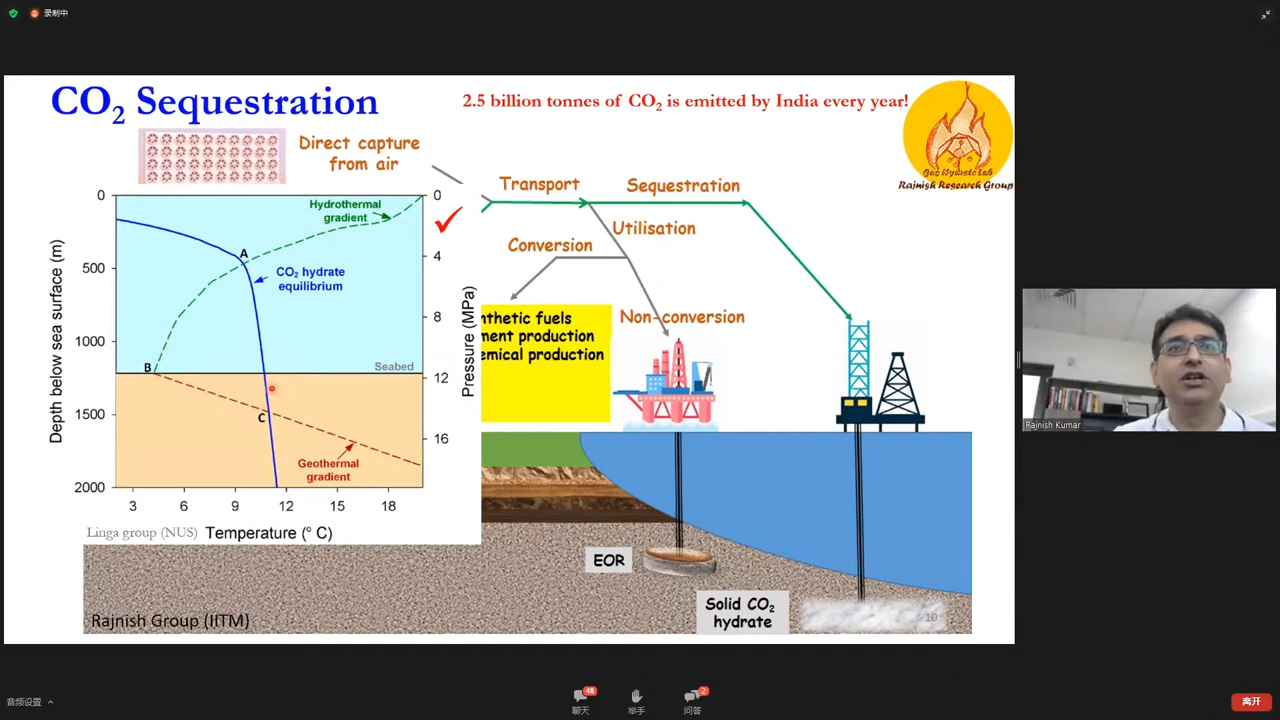 录制中
CO₂ Sequestration
2.5 billion tonnes of CO₂ is emitted by India every year!
Gas Hydrate Lab
Rajnish Research Group
Direct capture
from air
Transport
Sequestration
Utilisation
Conversion
Non-conversion
nthetic fuels
ment production
emical production
0
500
1000
1500
2000
Depth below sea surface (m)
0
4
8
12
16
Pressure (MPa)
Hydrothermal
gradient
A
CO₂ hydrate
equilibrium
B
Seabed
C
Geothermal
gradient
3
6
9
12
15
18
Linga group (NUS)
Temperature (° C)
EOR
Solid CO₂
hydrate
10
Rajnish Group (IITM)
Rajnish Kumar
音频设置
48
聊天
举手
2
问答
离开